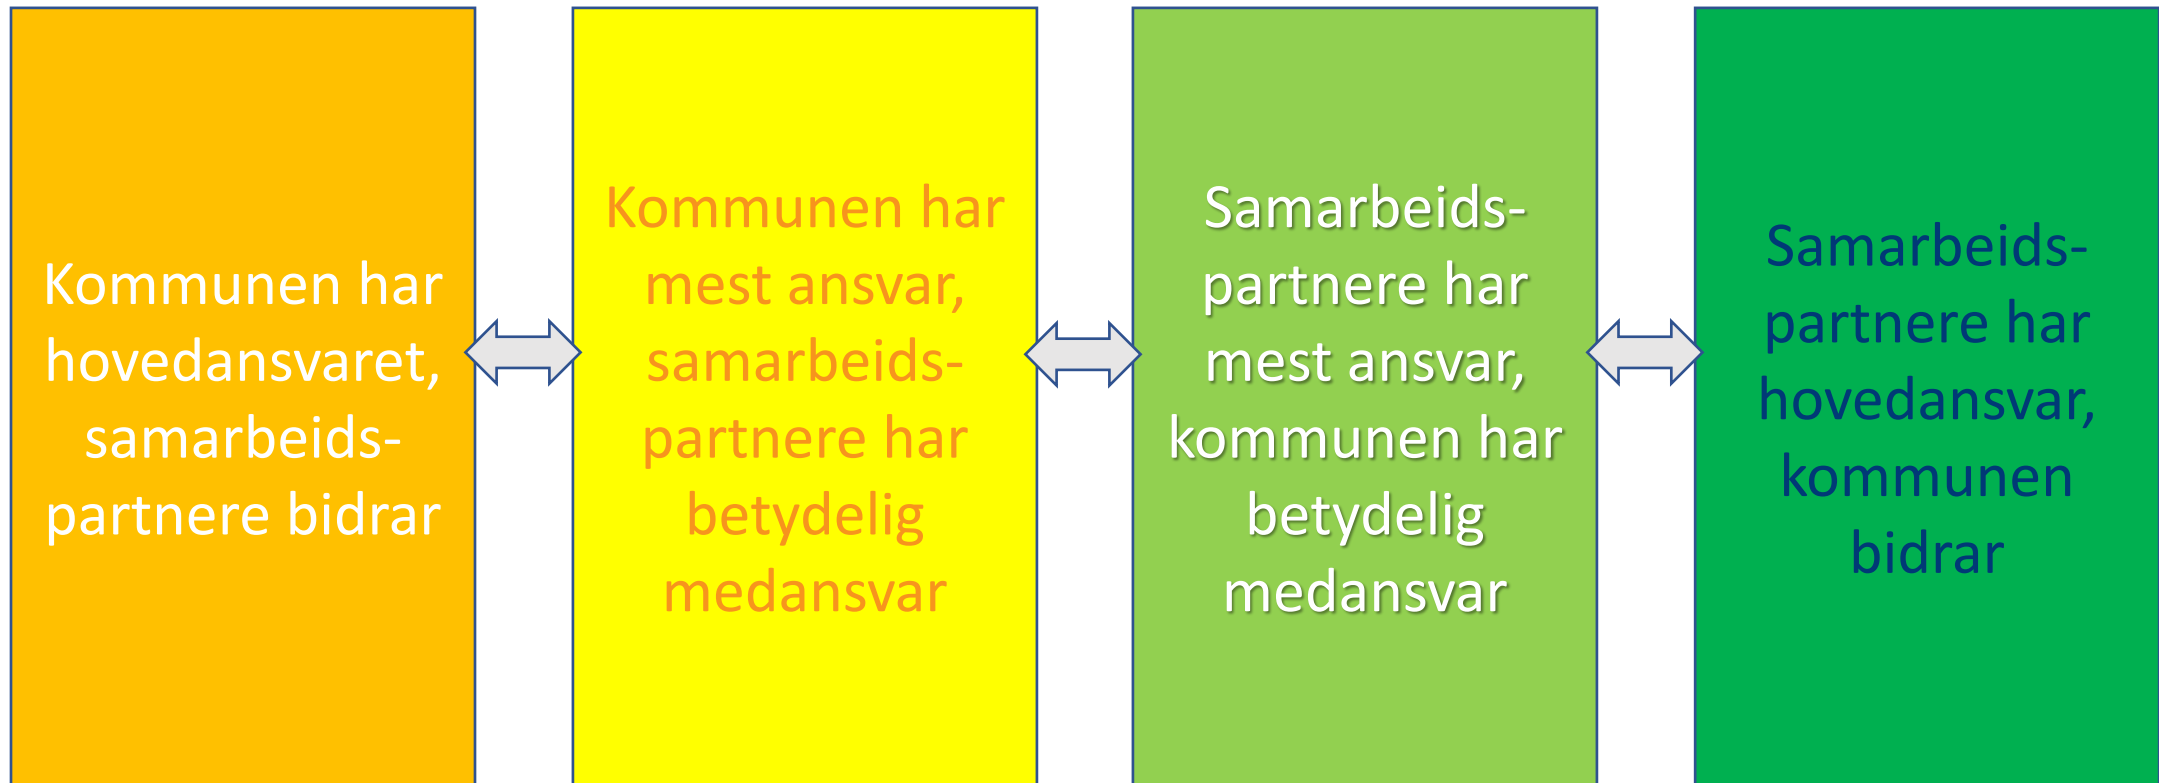 Kommunen har
hovedansvaret,
samarbeids-
partnere bidrar
Kommunen har
mest ansvar,
samarbeids-
partnere har
betydelig
medansvar
Samarbeids-
partnere har
mest ansvar,
kommunen har
betydelig
medansvar
Samarbeids-
partnere har
hovedansvar,
kommunen
bidrar